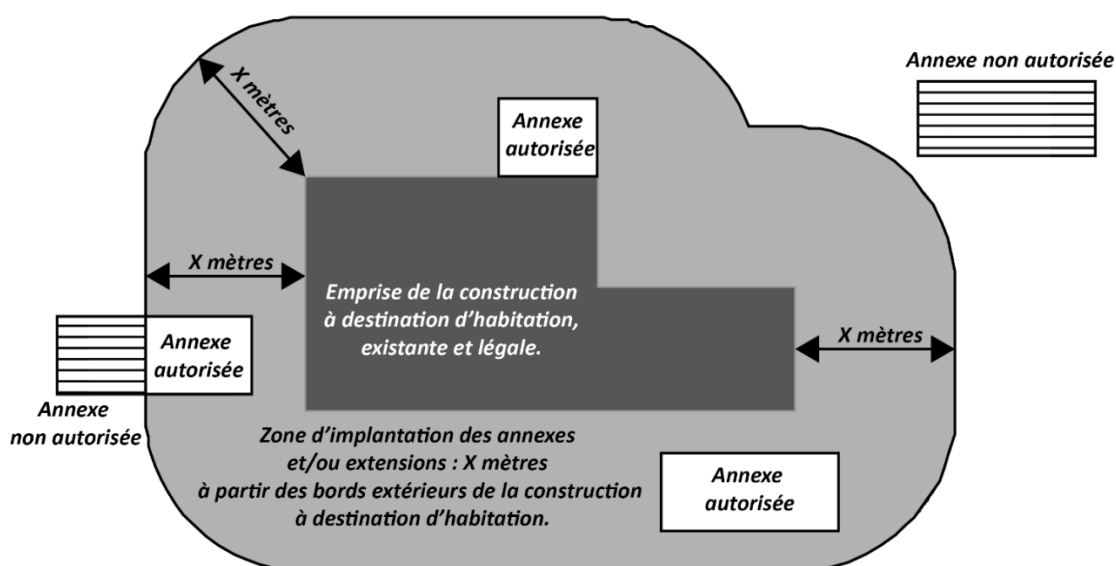 Annexe non autorisée
X mètres
Annexe
autorisée
X mètres
Emprise de la construction
à destination d'habitation,
existante et légale.
X mètres
Annexe
autorisée
Annexe
non autorisée
Zone d'implantation des annexes
et/ou extensions : X mètres
à partir des bords extérieurs de la construction
à destination d'habitation.
Annexe
autorisée